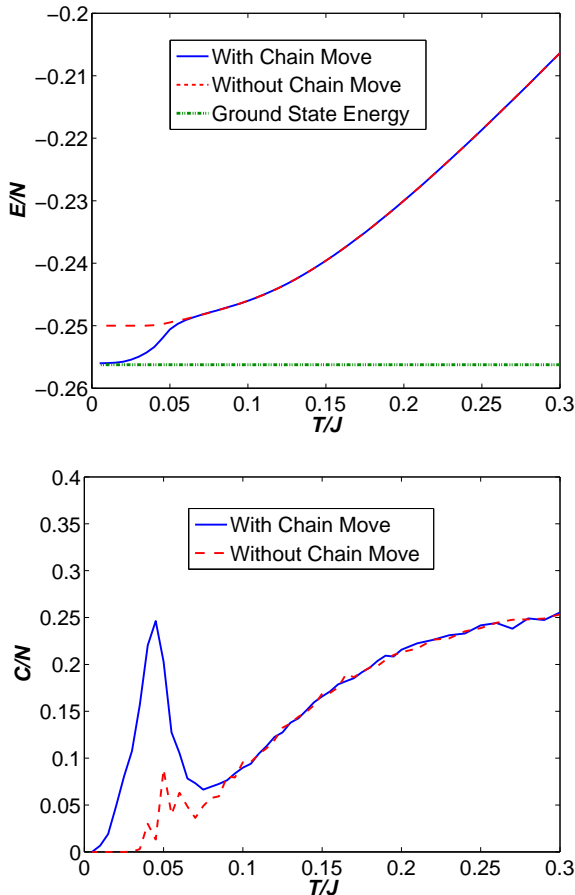 −0.2
−0.21
−0.22
−0.23
−0.24
−0.25
−0.26
E/N
With Chain Move
Without Chain Move
Ground State Energy
0 0.05 0.1 0.15 0.2 0.25 0.3
T/J
0.4
0.35
0.3
0.25
0.2
0.15
0.1
0.05
0
C/N
With Chain Move
Without Chain Move
0 0.05 0.1 0.15 0.2 0.25 0.3
T/J